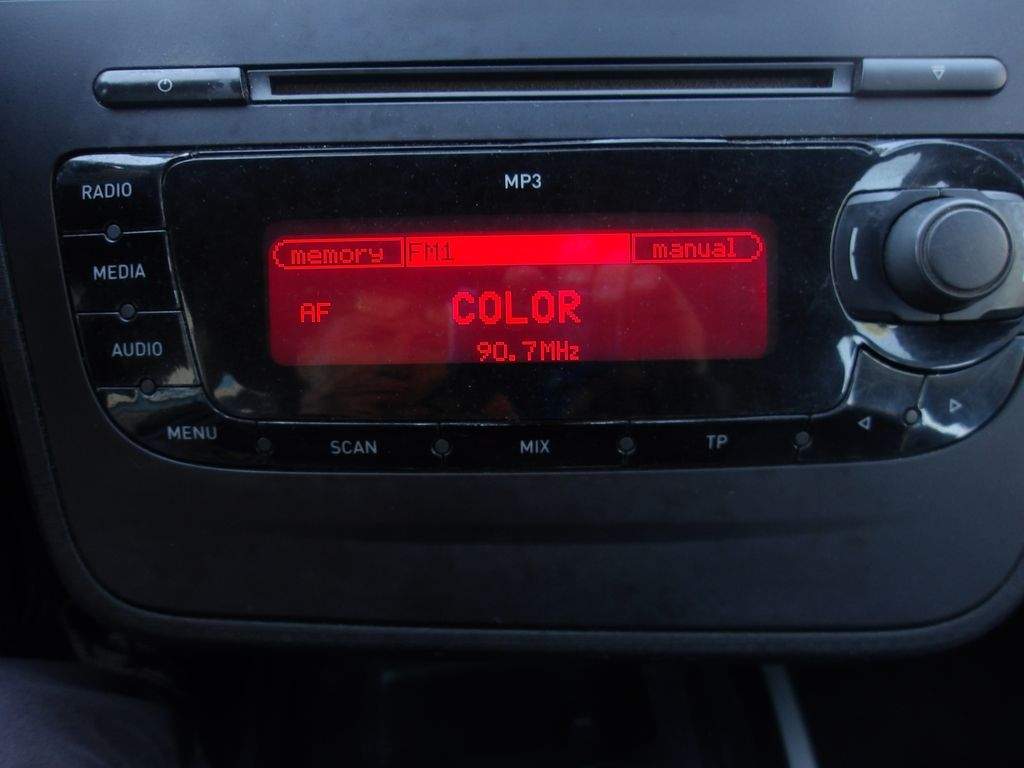 MP3
RADIO
MEDIA
AUDIO
memory FM1 manual
AF COLOR
90.7MHz
MENU SCAN MIX TP